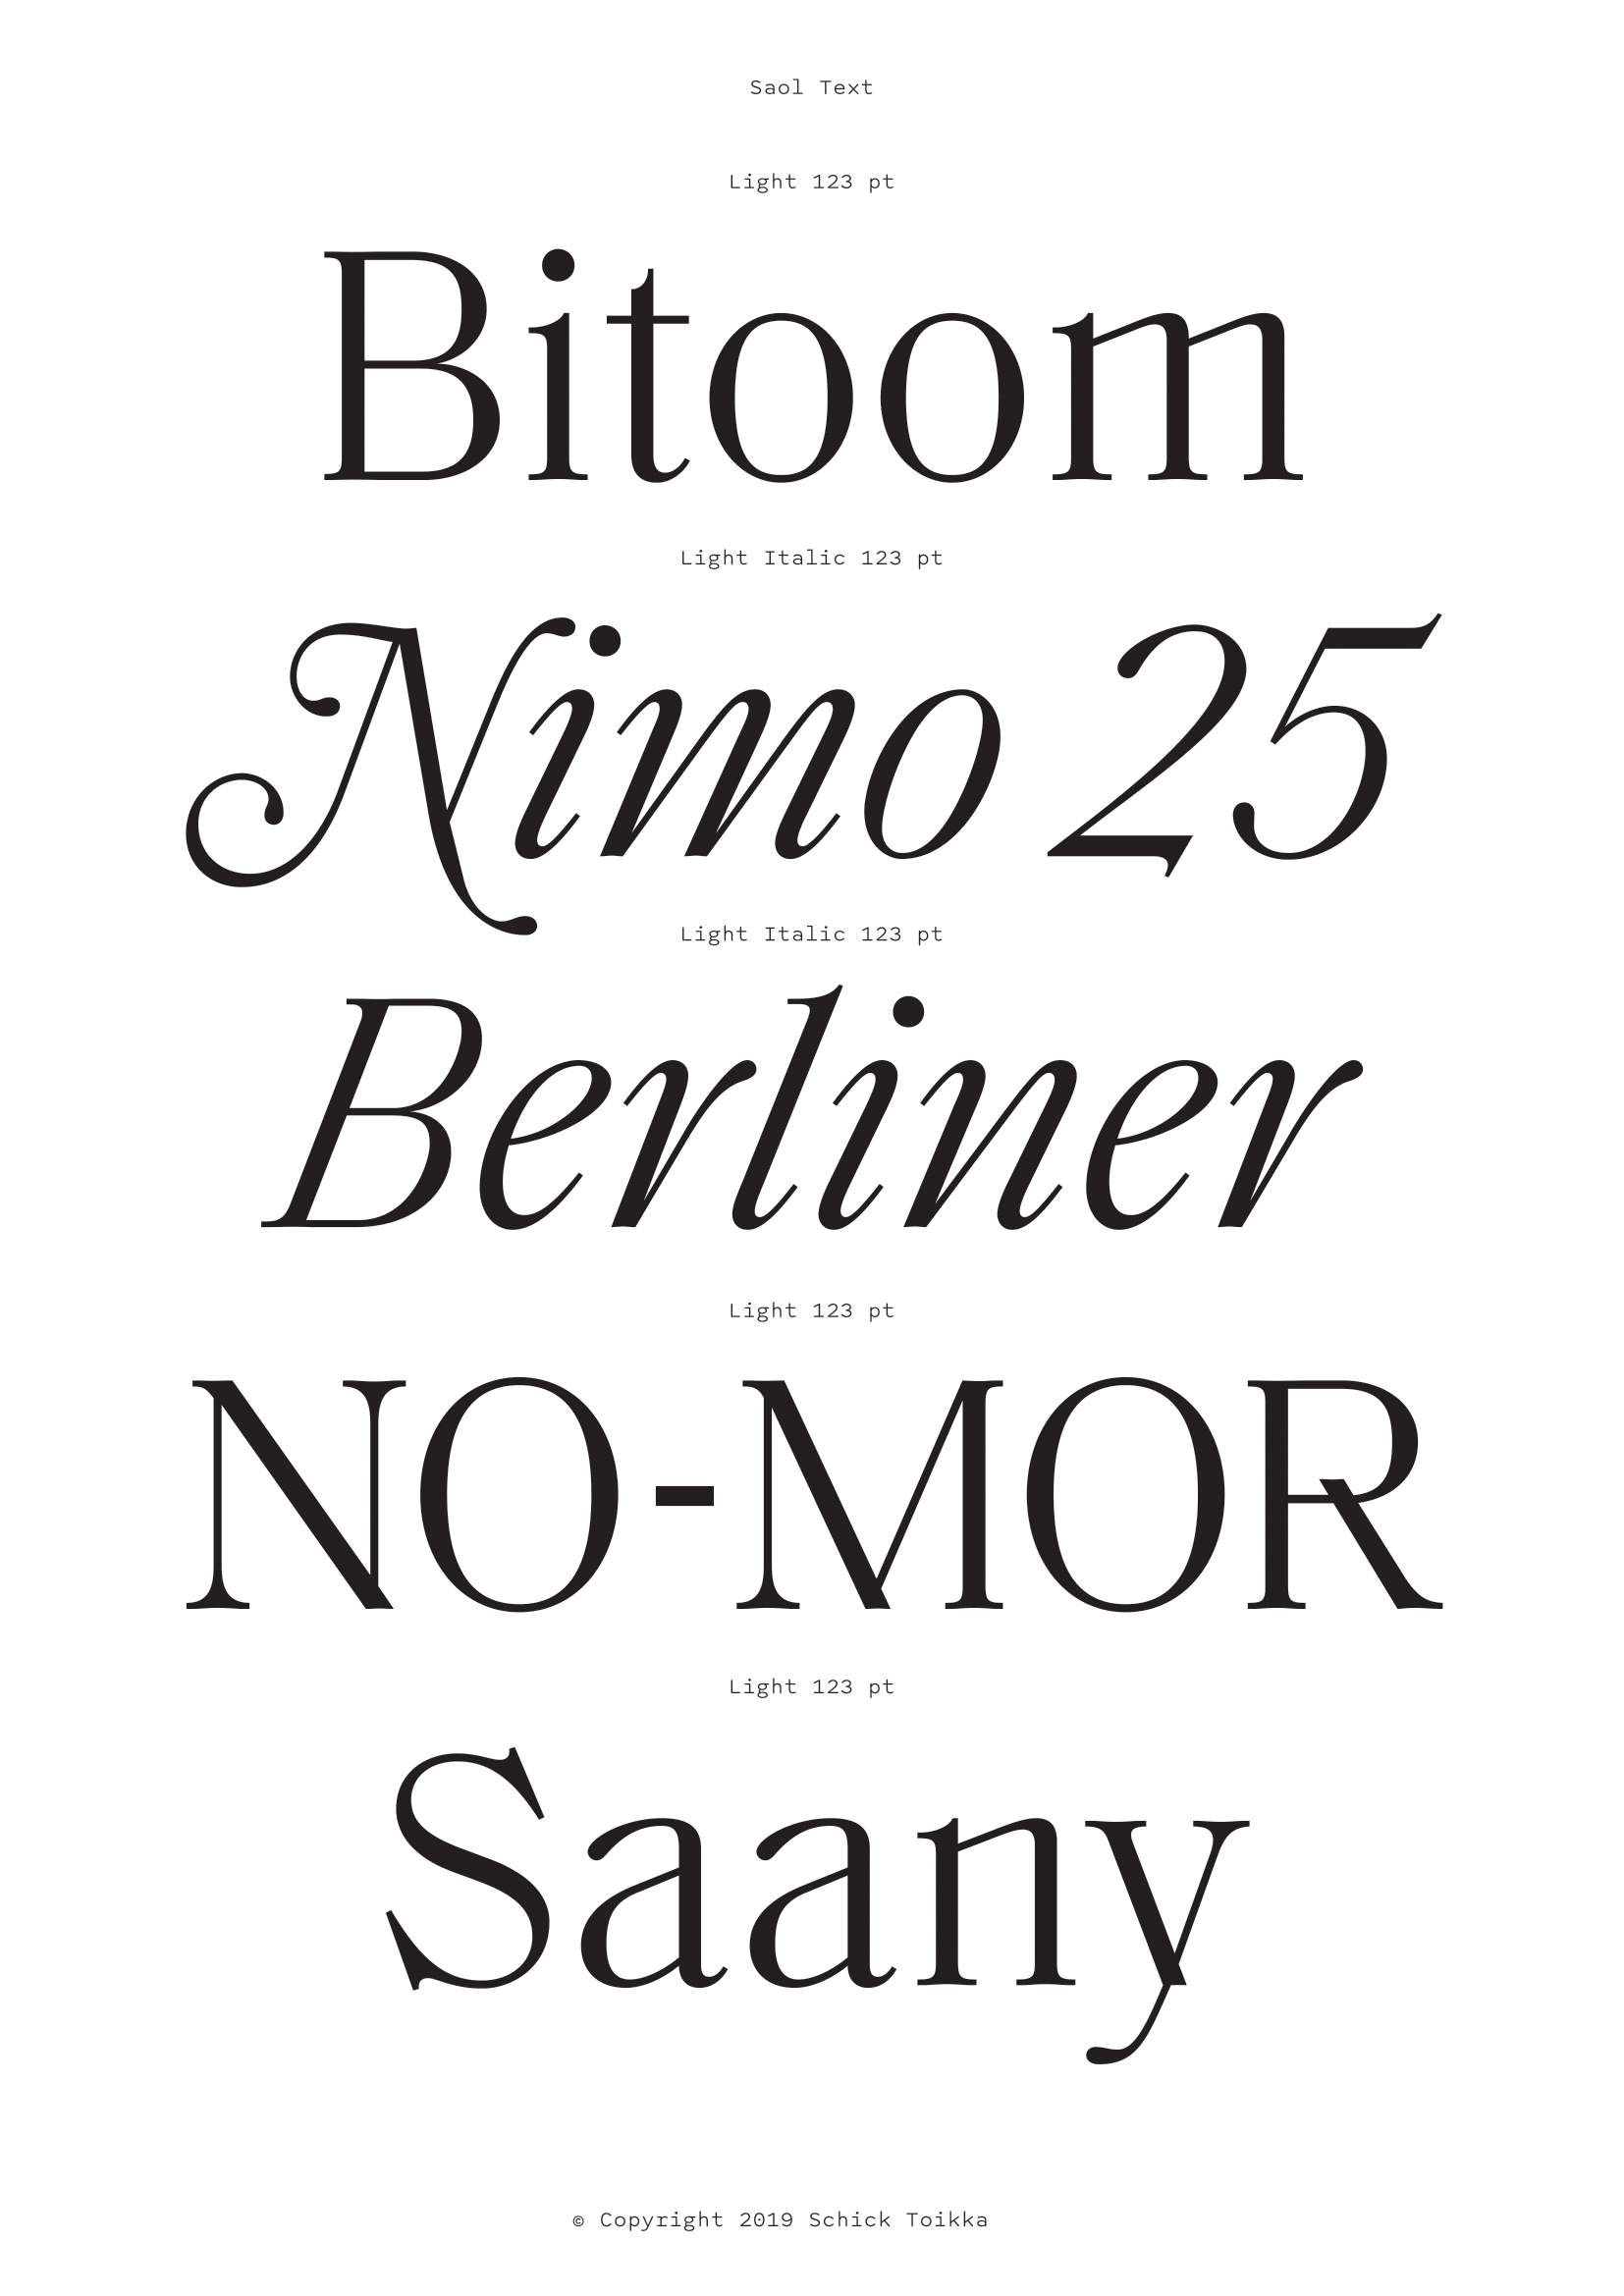 Saol Text
Light 123 pt
Bitoom
Light Italic 123 pt
Nimo 25
Light Italic 123 pt
Berliner
Light 123 pt
NO-MOR
Light 123 pt
Saany
© Copyright 2019 Schick Toikka